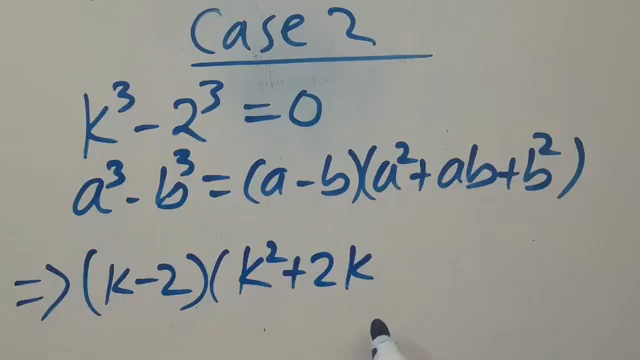 Case 2
k³ - 2³ = 0
a³ - b³ = (a - b)(a² + ab + b²)
=> (k - 2)(k² + 2k